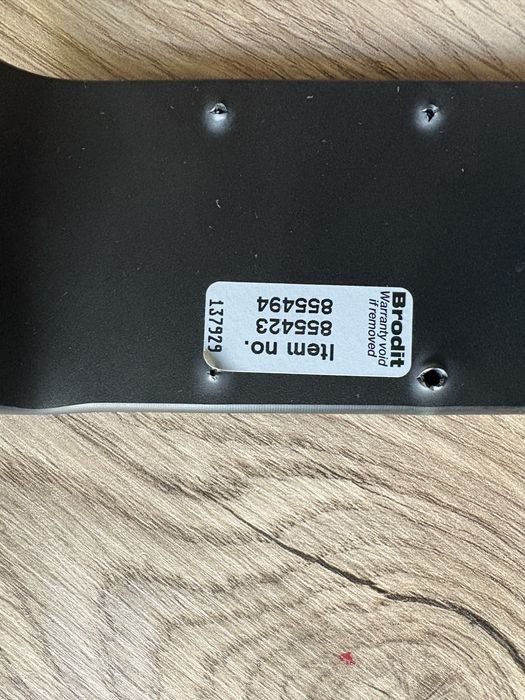 Brodit
Warranty void
if removed
Item no.
855423
855494
137929